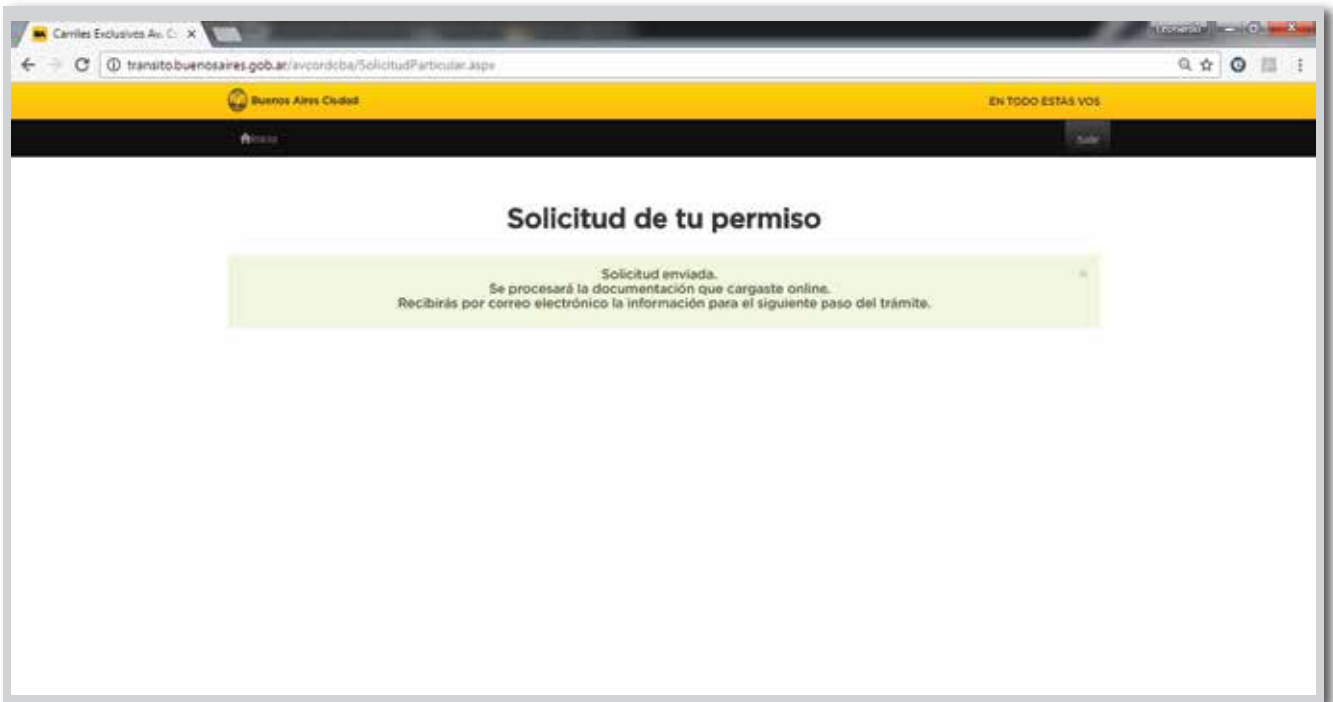 Carriles Exclusivos Av. C
transito.buenosaires.gob.ar/avcordoba/SolicitudParticular.aspx
Buenos Aires Ciudad
EN TODO ESTÁS VOS
Inicio
Salir
Solicitud de tu permiso
Solicitud enviada.
Se procesará la documentación que cargaste online.
Recibirás por correo electrónico la información para el siguiente paso del trámite.